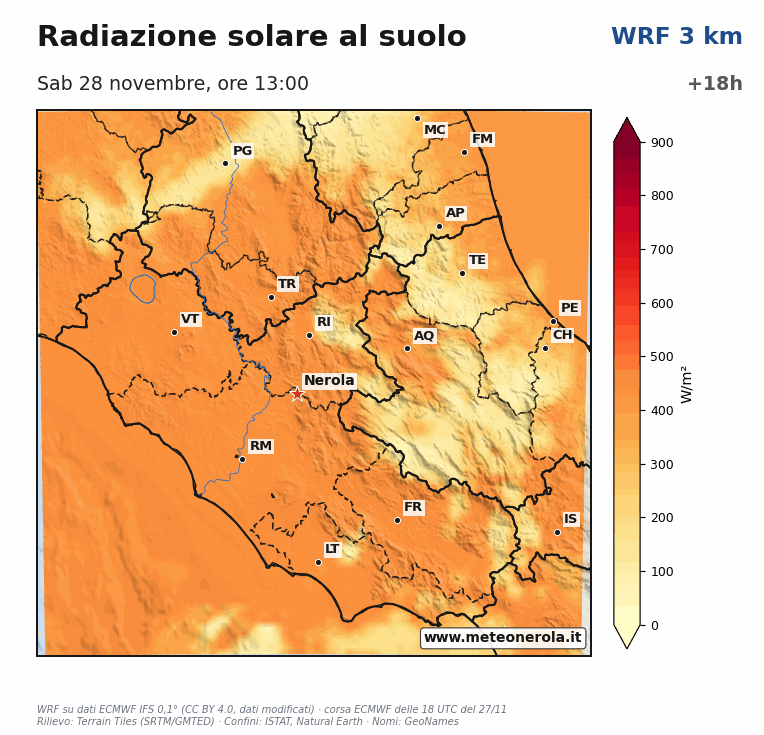 Radiazione solare al suolo
WRF 3 km
Sab 28 novembre, ore 13:00
+18h
MC
FM
PG
AP
TE
TR
PE
VT
RI
AQ
CH
Nerola
RM
FR
IS
LT
www.meteonerola.it
900
800
700
600
500
400
300
200
100
0
W/m²
WRF su dati ECMWF IFS 0,1° (CC BY 4.0, dati modificati) · corsa ECMWF delle 18 UTC del 27/11
Rilievo: Terrain Tiles (SRTM/GMTED) · Confini: ISTAT, Natural Earth · Nomi: GeoNames